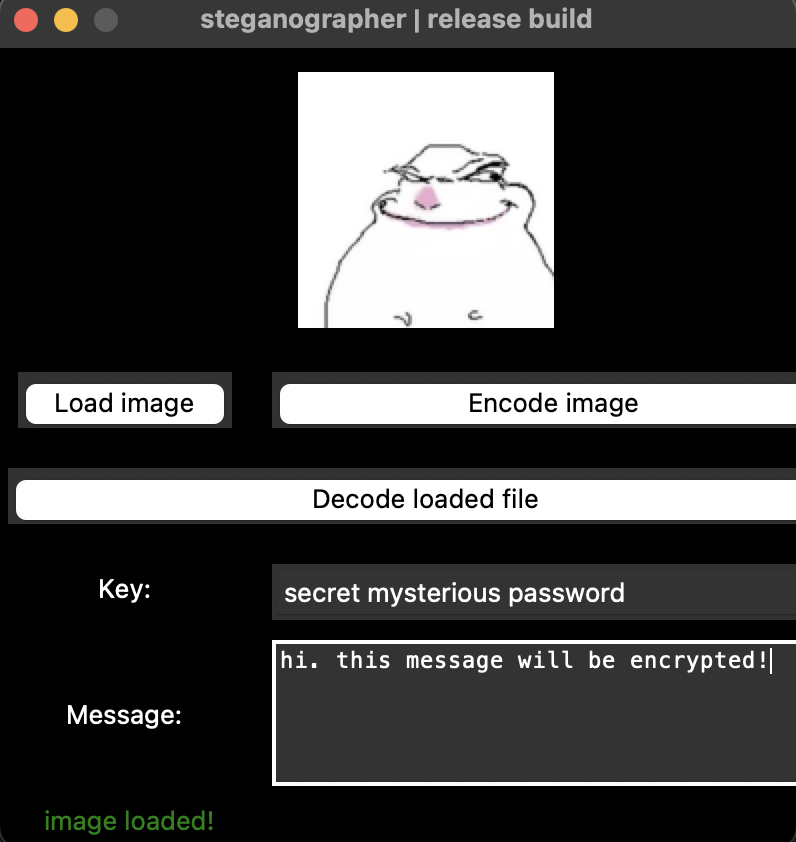 steganographer | release build
Load image
Encode image
Decode loaded file
Key:
secret mysterious password
Message:
hi. this message will be encrypted!
image loaded!